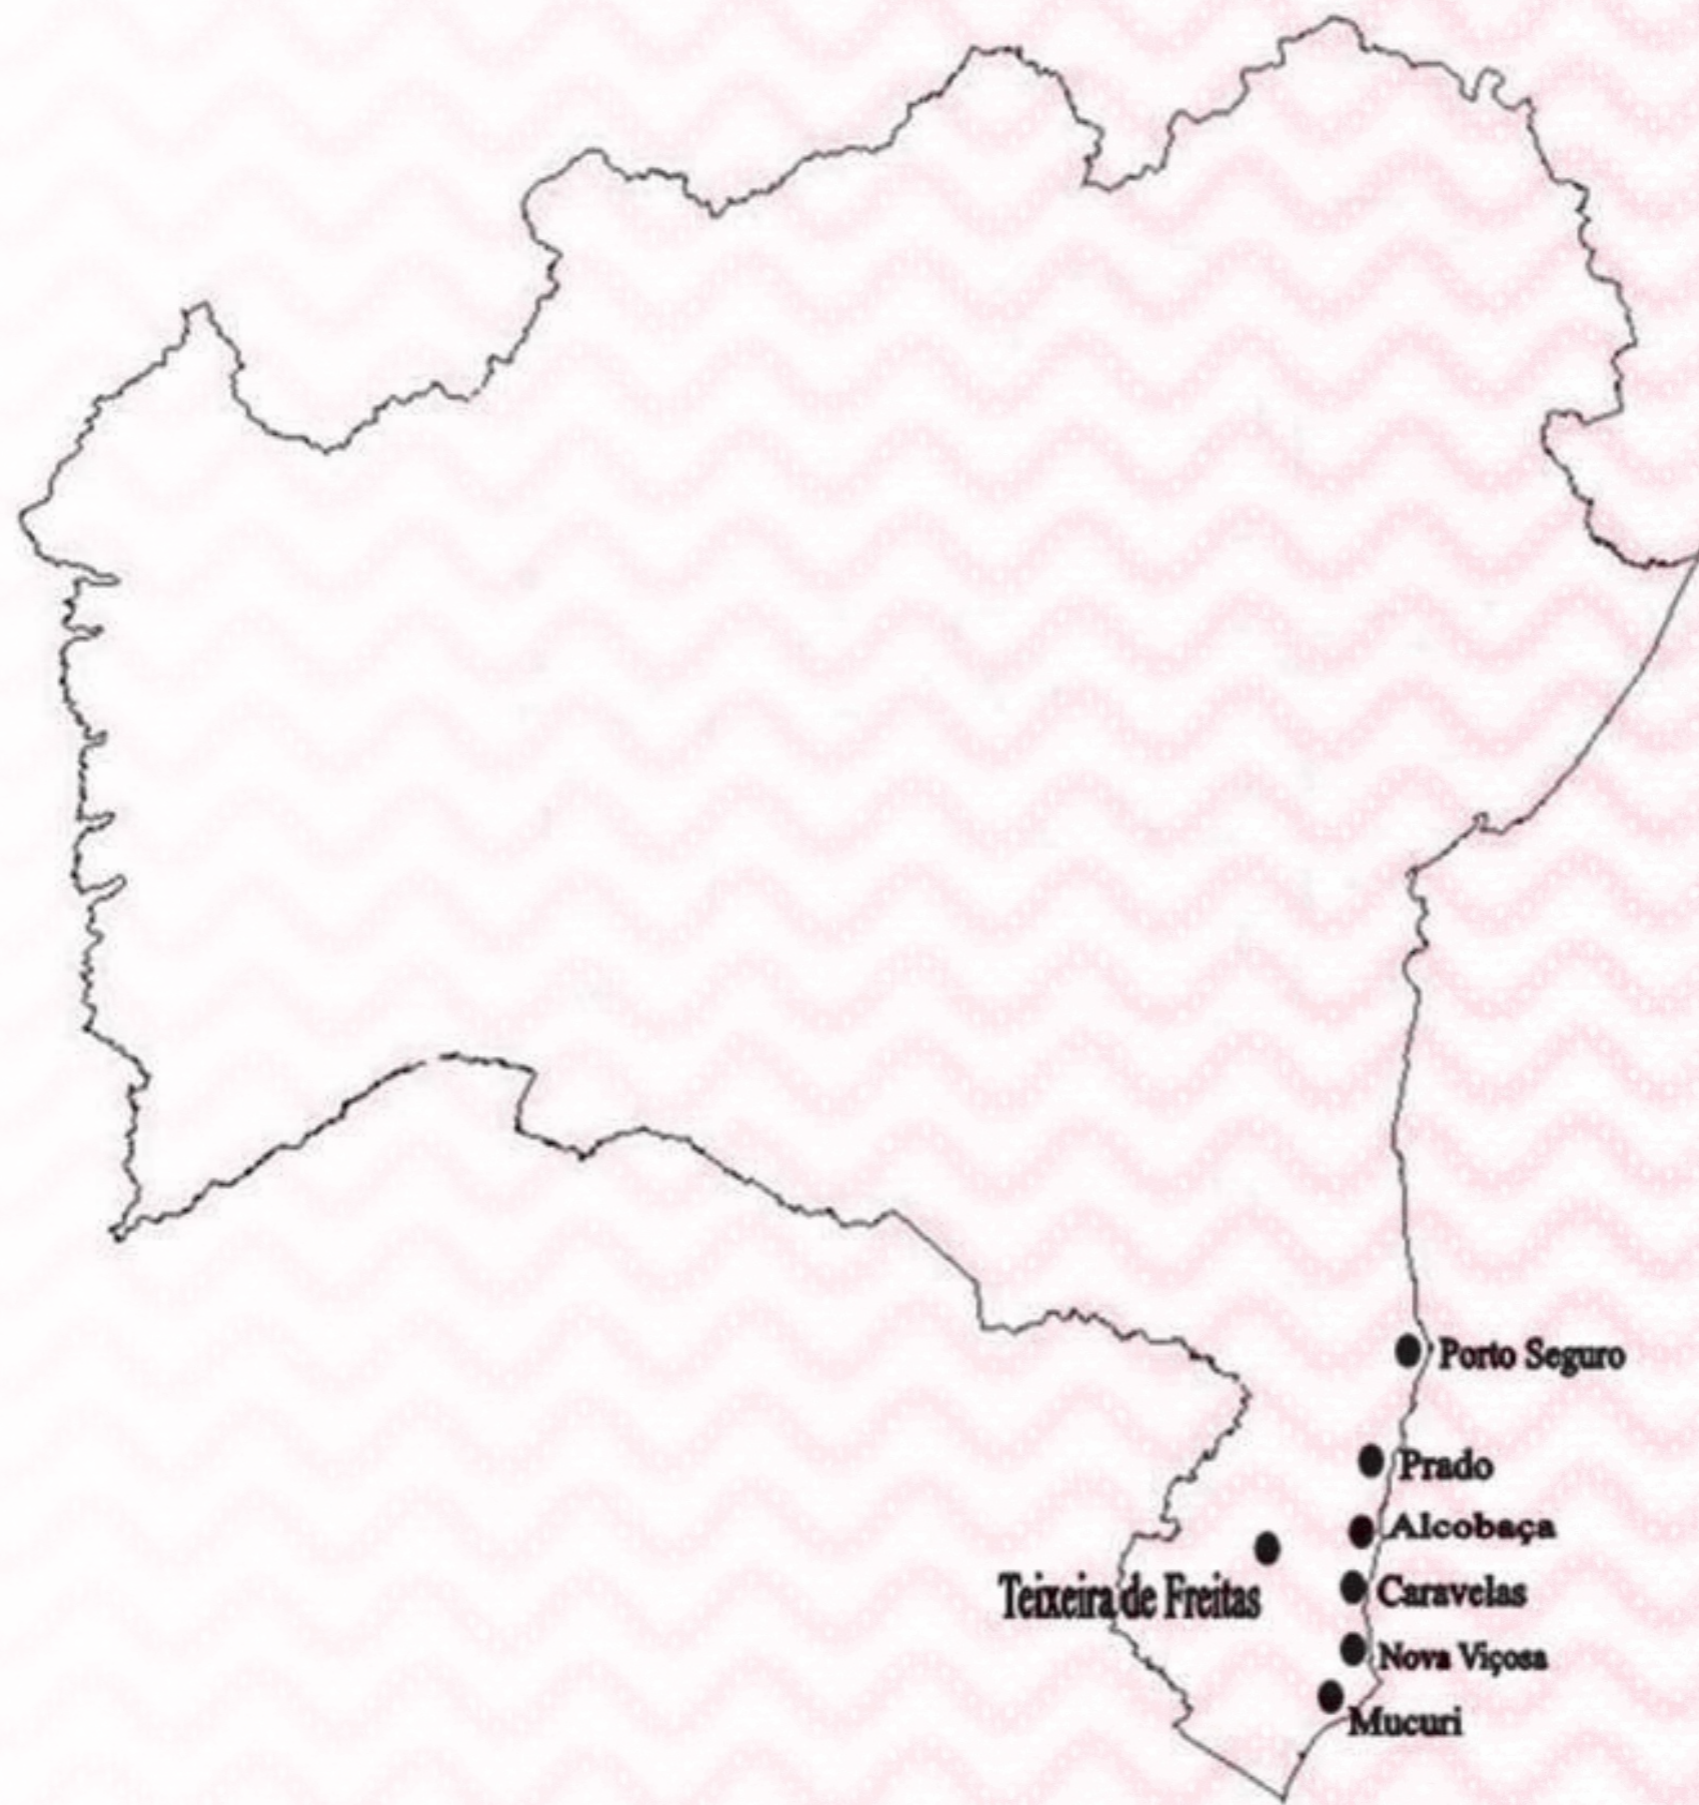 Porto Seguro
Prado
Alcobaça
Teixeira de Freitas
Caravelas
Nova Viçosa
Mucuri